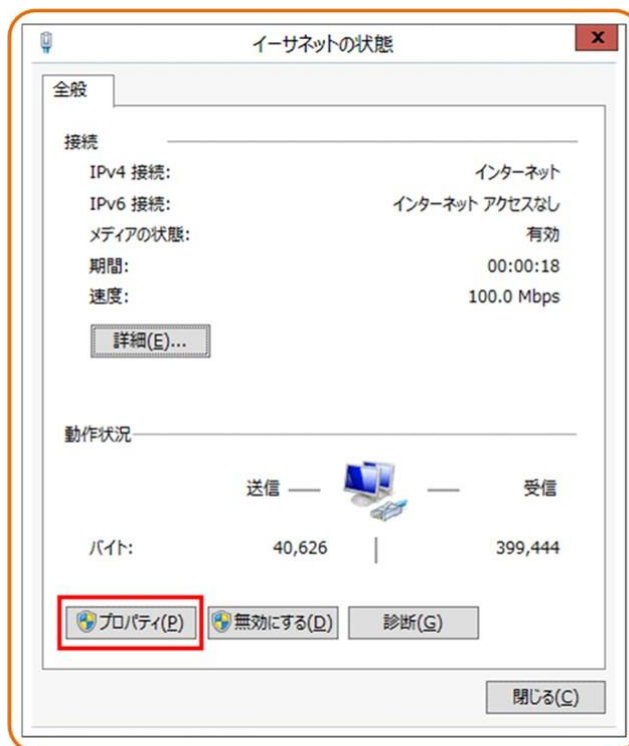 イーサネットの状態
x
全般
接続
IPv4 接続: インターネット
IPv6 接続: インターネット アクセスなし
メディアの状態: 有効
期間: 00:00:18
速度: 100.0 Mbps
詳細(E)...
動作状況
送信 受信
バイト: 40,626 399,444
プロパティ(P) 無効にする(D) 診断(G)
閉じる(C)